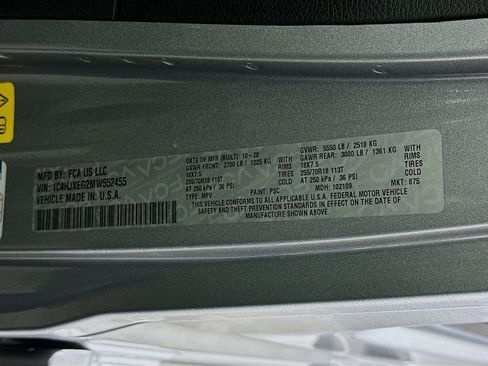 MFD BY: FCA US LLC
VIN: 1C4HJXEG2MW552455
VEHICLE MADE IN: U.S.A.
DATE OF MFR (BUILT): 10-20
GAWR FRONT: 2700 LB / 1225 KG
18X7.5 RIMS
255/70R18 113T TIRES
AT 250 kPa / 36 PSI COLD
TYPE: MPV PAINT: PSC
GVWR: 5550 LB / 2518 KG
GAWR REAR: 3000 LB / 1361 KG
WITH
18X7.5 RIMS
255/70R18 113T TIRES
AT 250 kPa / 36 PSI COLD
MDH: 102109 MKT: 875
THIS VEHICLE CONFORMS TO ALL APPLICABLE U.S.A. FEDERAL MOTOR VEHICLE
SAFETY AND THEFT PREVENTION STANDARDS IN EFFECT ON THE DATE OF
MANUFACTURE SHOWN ABOVE.